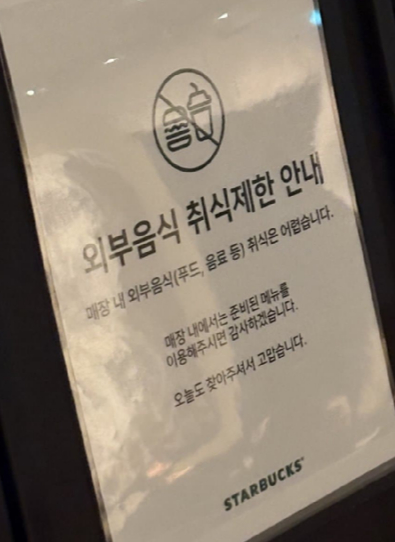 외부음식 취식제한 안내
매장 내 외부음식(푸드, 음료 등) 취식은 어렵습니다.
매장 내에서는 준비된 메뉴를
이용해주시면 감사하겠습니다.
오늘도 찾아주셔서 고맙습니다.
STARBUCKS